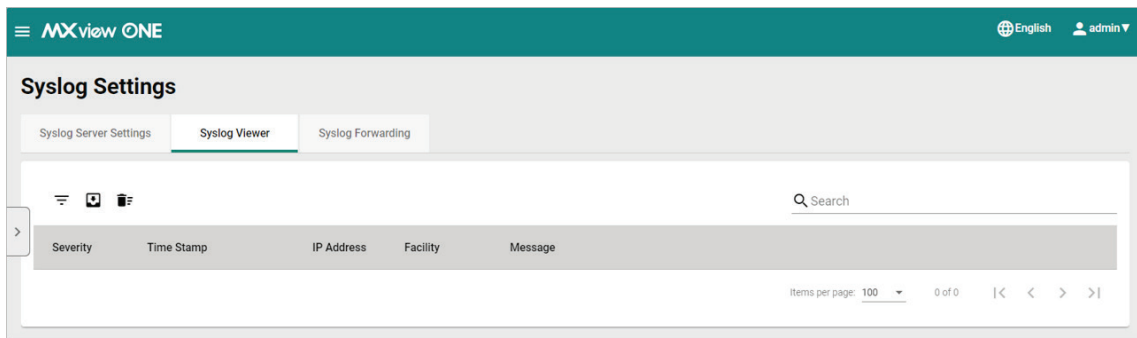 MXview ONE English admin
Syslog Settings
Syslog Server Settings Syslog Viewer Syslog Forwarding
Search
Severity Time Stamp IP Address Facility Message
Items per page: 100 0 of 0